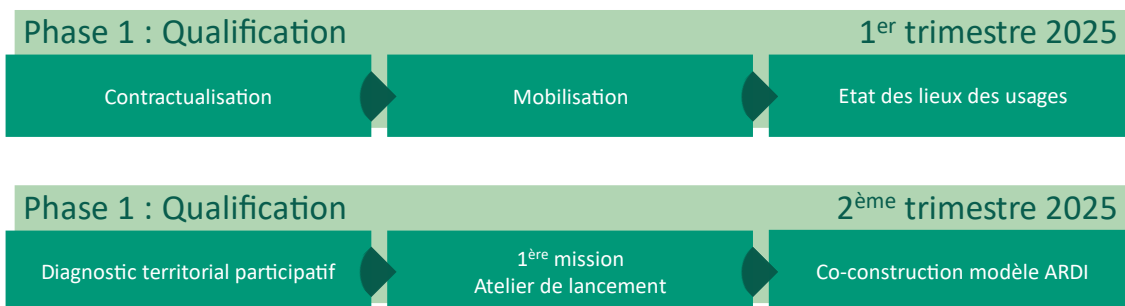 Phase 1 : Qualification 1er trimestre 2025
Contractualisation Mobilisation Etat des lieux des usages
Phase 1 : Qualification 2ème trimestre 2025
Diagnostic territorial participatif
1ère mission
Atelier de lancement
Co-construction modèle ARDI